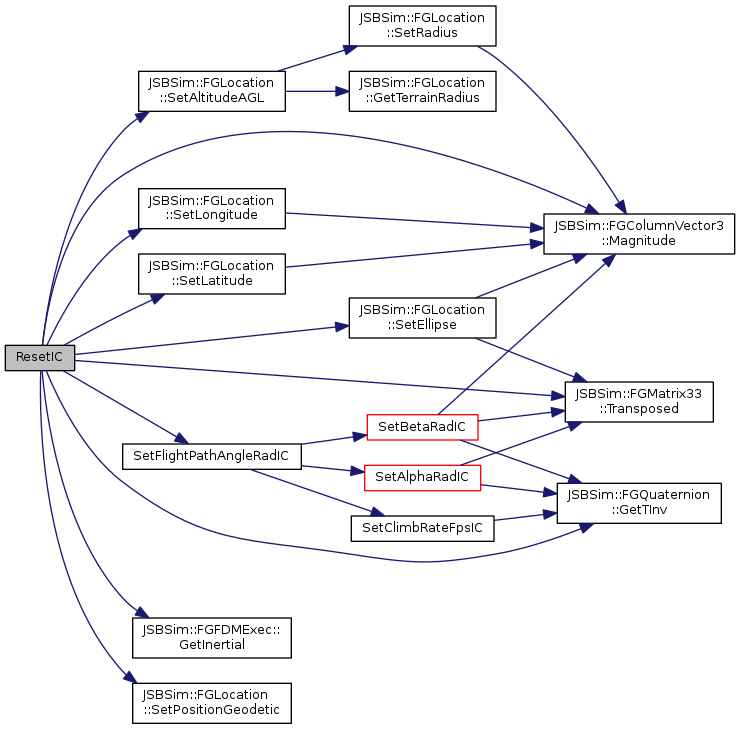 JSBSim::FGLocation
::SetRadius
JSBSim::FGLocation
::SetAltitudeAGL
JSBSim::FGLocation
::GetTerrainRadius
JSBSim::FGLocation
::SetLongitude
JSBSim::FGColumnVector3
::Magnitude
JSBSim::FGLocation
::SetLatitude
JSBSim::FGLocation
::SetEllipse
ResetIC
JSBSim::FGMatrix33
::Transposed
SetBetaRadIC
SetFlightPathAngleRadIC
SetAlphaRadIC
JSBSim::FGQuaternion
::GetTInv
SetClimbRateFpsIC
JSBSim::FGFDMExec::
GetInertial
JSBSim::FGLocation
::SetPositionGeodetic